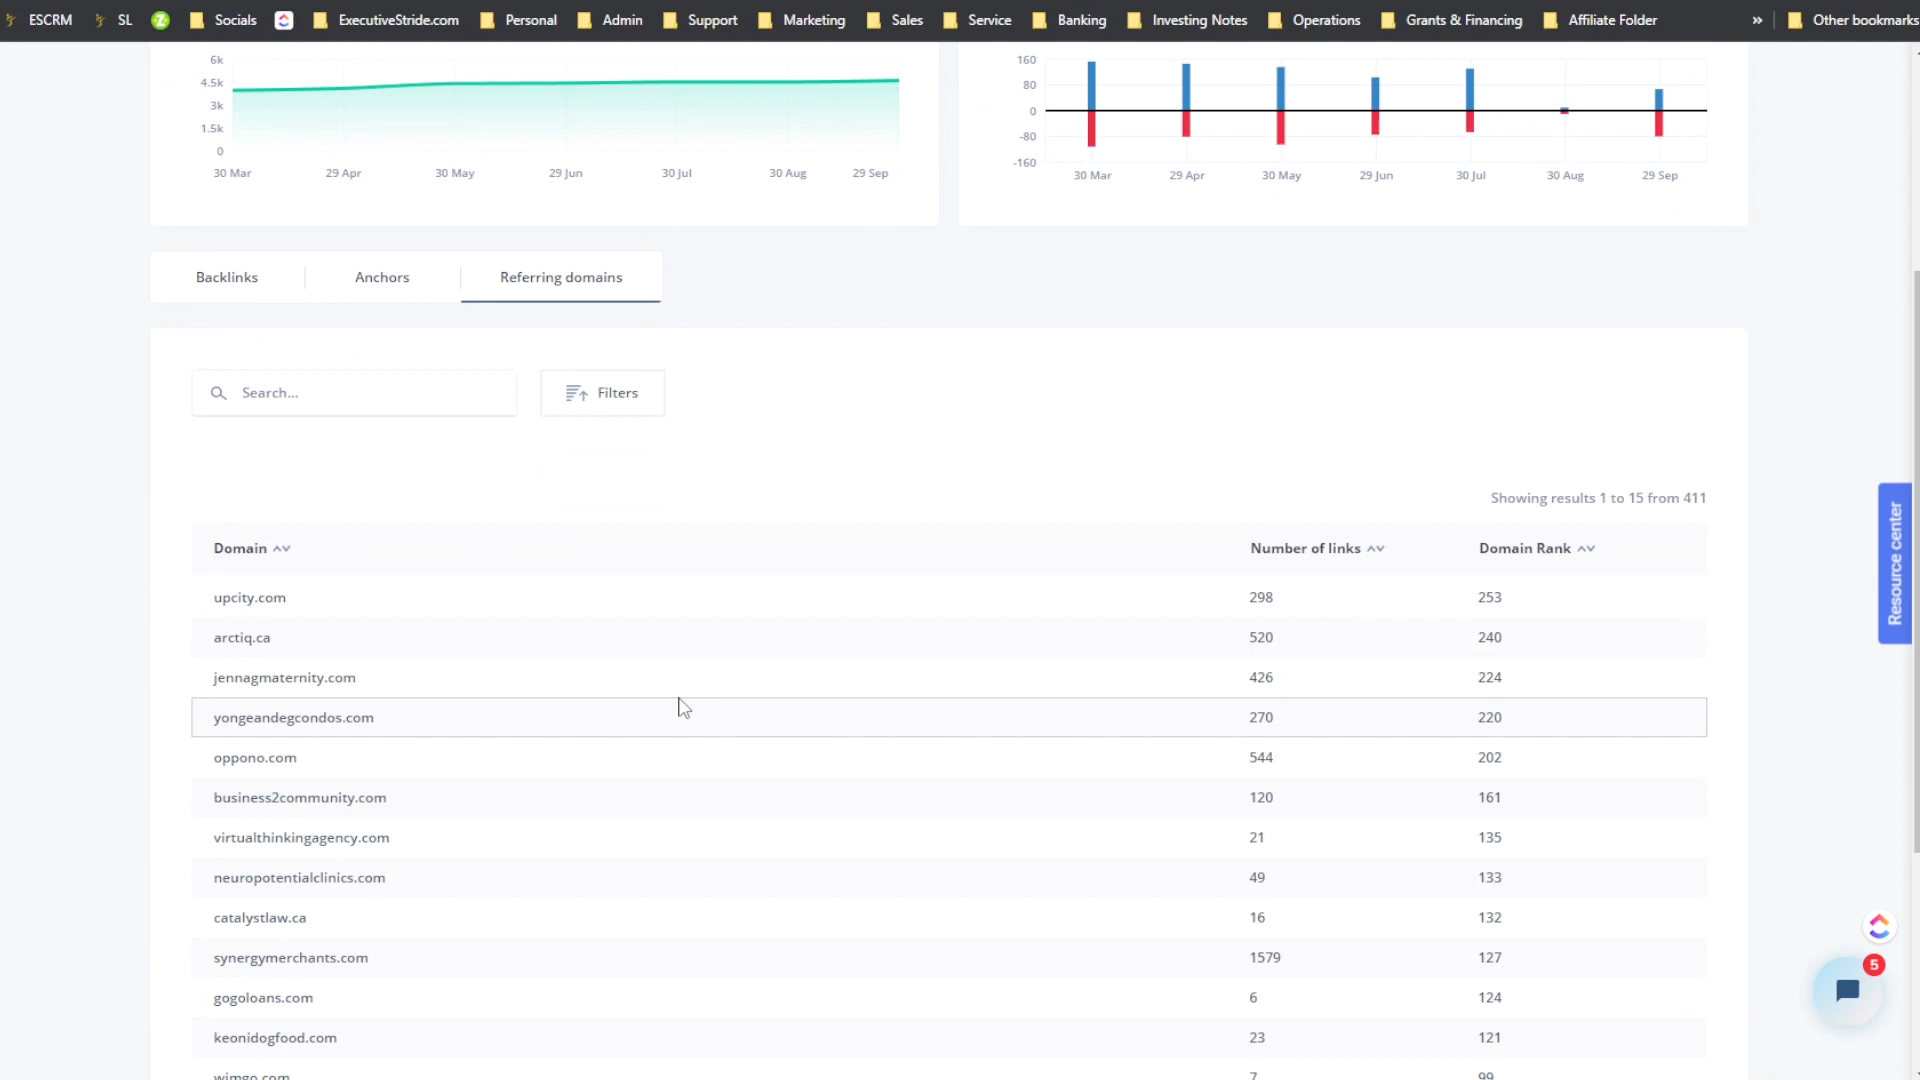 ESCRM SL Socials ExecutiveStride.com Personal Admin Support Marketing Sales Service Banking Investing Notes Operations Grants & Financing Affiliate Folder » Other bookmarks
6k
4.5k
3k
1.5k
0
30 Mar 29 Apr 30 May 29 Jun 30 Jul 30 Aug 29 Sep
160
80
0
-80
-160
30 Mar 29 Apr 30 May 29 Jun 30 Jul 30 Aug 29 Sep
Backlinks Anchors Referring domains
Search... Filters
Showing results 1 to 15 from 411
Domain Number of links Domain Rank
upcity.com 298 253
arctiq.ca 520 240
jennagmaternity.com 426 224
yongeandegcondos.com 270 220
oppono.com 544 202
business2community.com 120 161
virtualthinkingagency.com 21 135
neuropotentialclinics.com 49 133
catalystlaw.ca 16 132
synergymerchants.com 1579 127
gogoloans.com 6 124
keonidogfood.com 23 121
wimgo.com 7 99
Resource center
5